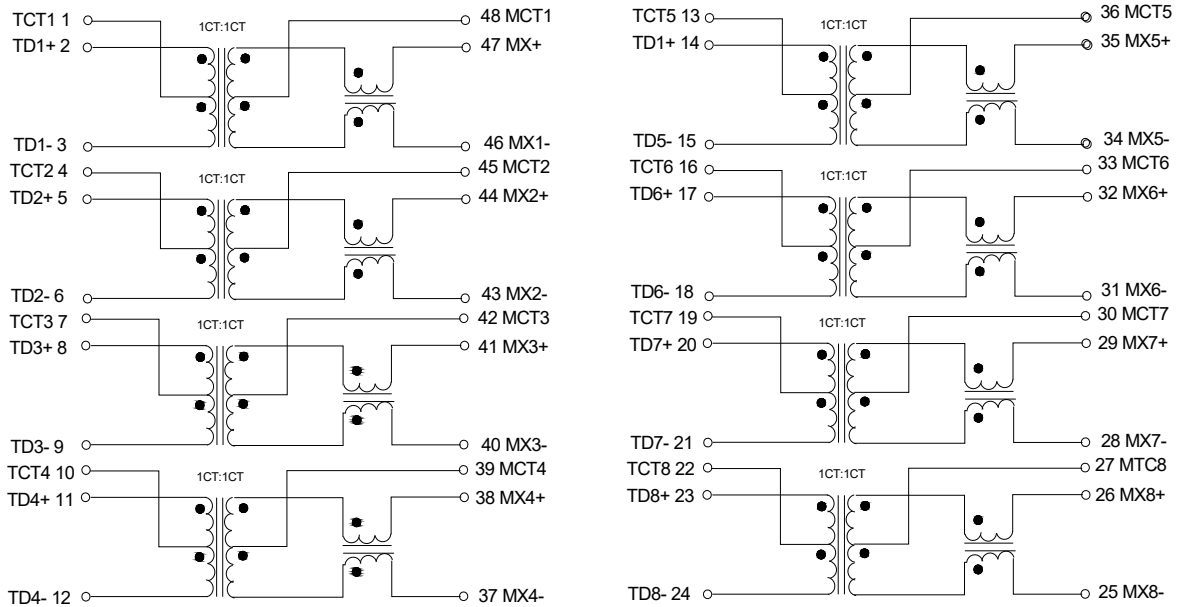 TCT1 1
1CT:1CT
48 MCT1
TD1+ 2
47 MX+
TD1- 3
46 MX1-
TCT2 4
1CT:1CT
45 MCT2
TD2+ 5
44 MX2+
TD2- 6
43 MX2-
TCT3 7
1CT:1CT
42 MCT3
TD3+ 8
41 MX3+
TD3- 9
40 MX3-
TCT4 10
1CT:1CT
39 MCT4
TD4+ 11
38 MX4+
TD4- 12
37 MX4-
TCT5 13
1CT:1CT
36 MCT5
TD1+ 14
35 MX5+
TD5- 15
34 MX5-
TCT6 16
1CT:1CT
33 MCT6
TD6+ 17
32 MX6+
TD6- 18
31 MX6-
TCT7 19
1CT:1CT
30 MCT7
TD7+ 20
29 MX7+
TD7- 21
28 MX7-
TCT8 22
1CT:1CT
27 MTC8
TD8+ 23
26 MX8+
TD8- 24
25 MX8-